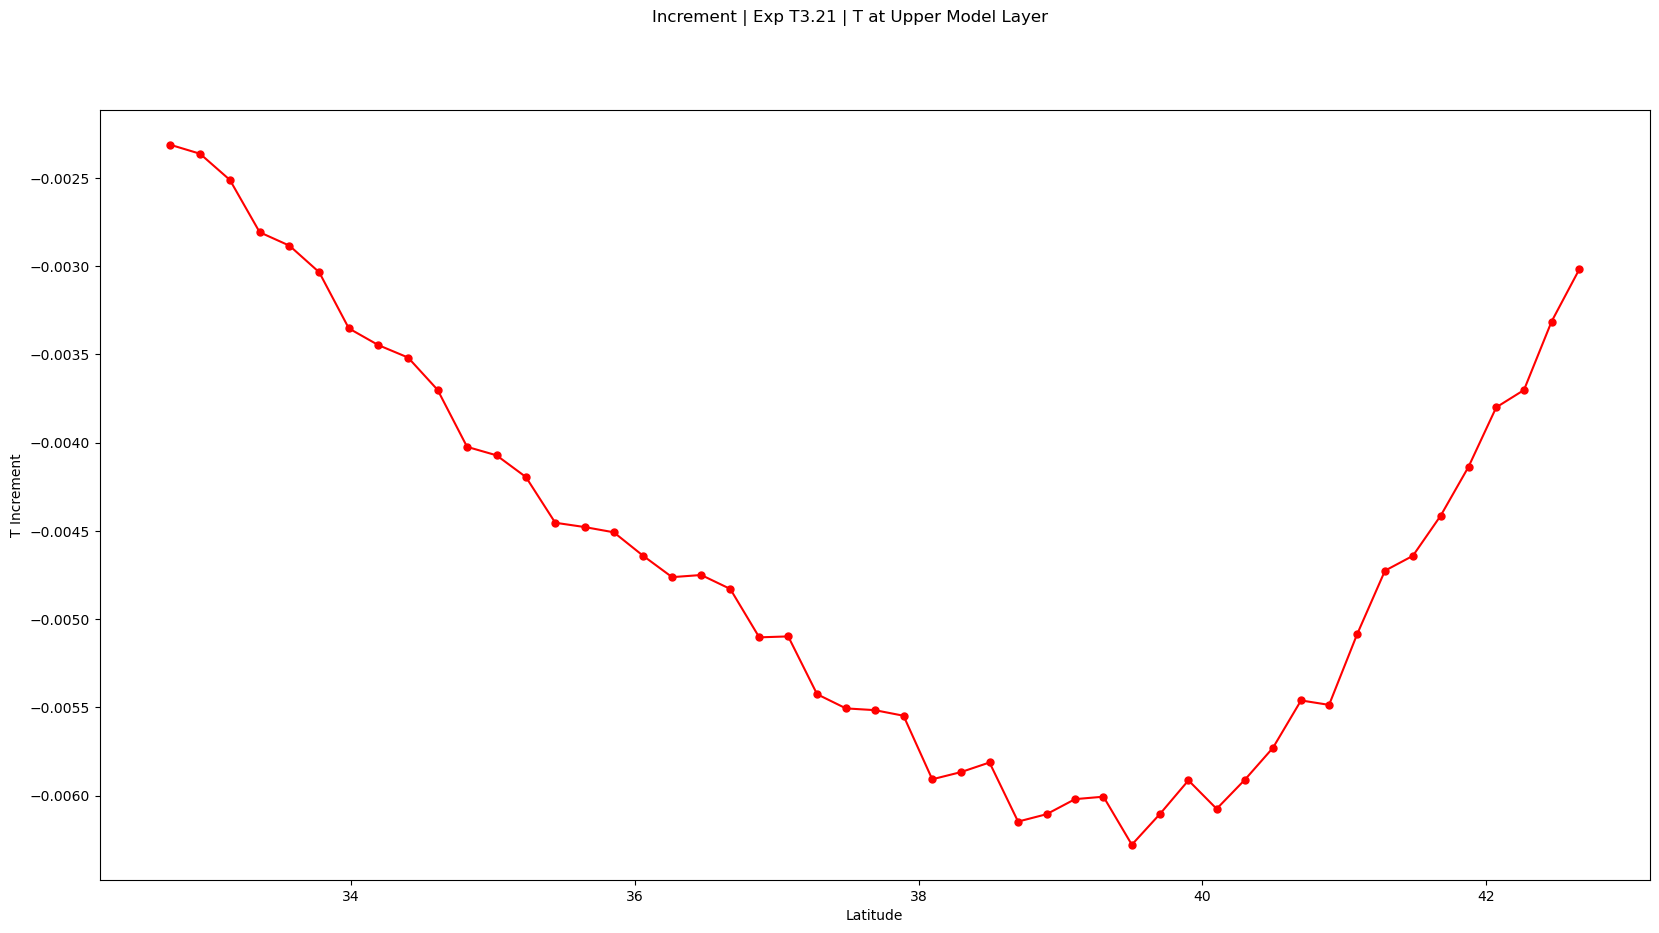 Increment | Exp T3.21 | T at Upper Model Layer
−0.0025
−0.0030
−0.0035
−0.0040
−0.0045
−0.0050
−0.0055
−0.0060
T Increment
34 36 38 40 42
Latitude